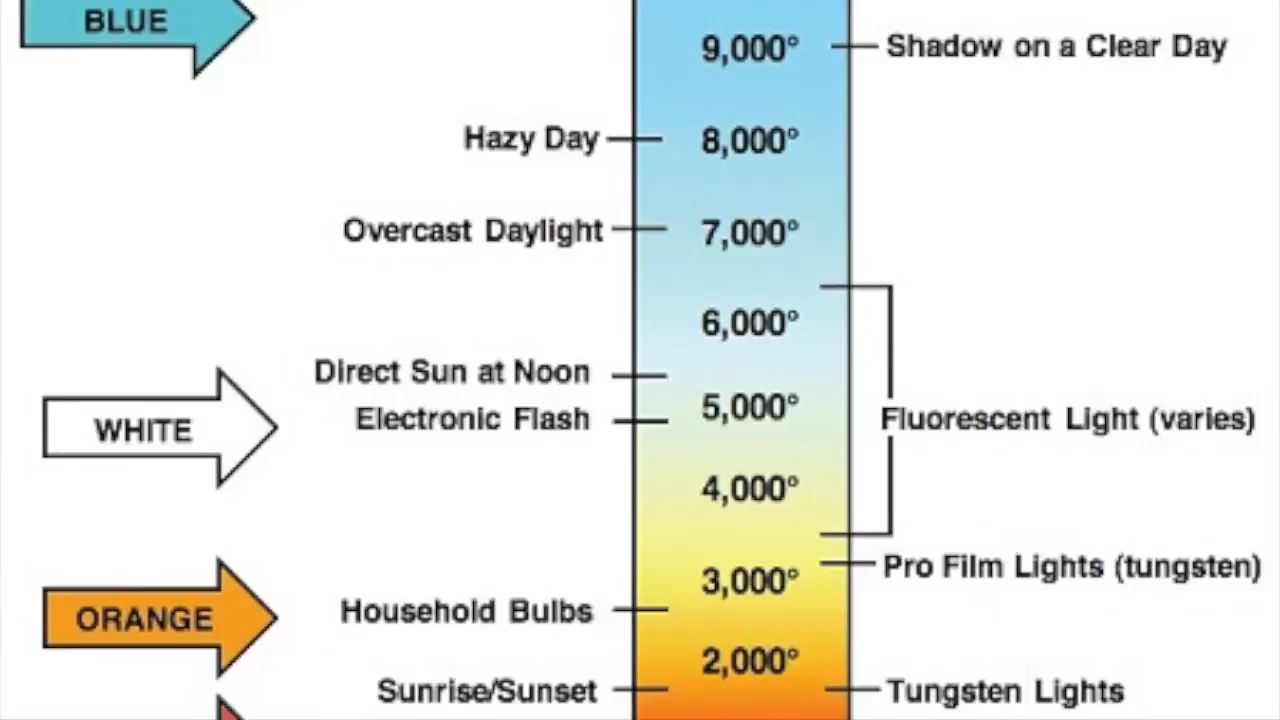 BLUE
9,000°
Shadow on a Clear Day
Hazy Day
8,000°
Overcast Daylight
7,000°
6,000°
Direct Sun at Noon
5,000°
Electronic Flash
Fluorescent Light (varies)
WHITE
4,000°
Pro Film Lights (tungsten)
3,000°
Household Bulbs
ORANGE
2,000°
Sunrise/Sunset
Tungsten Lights